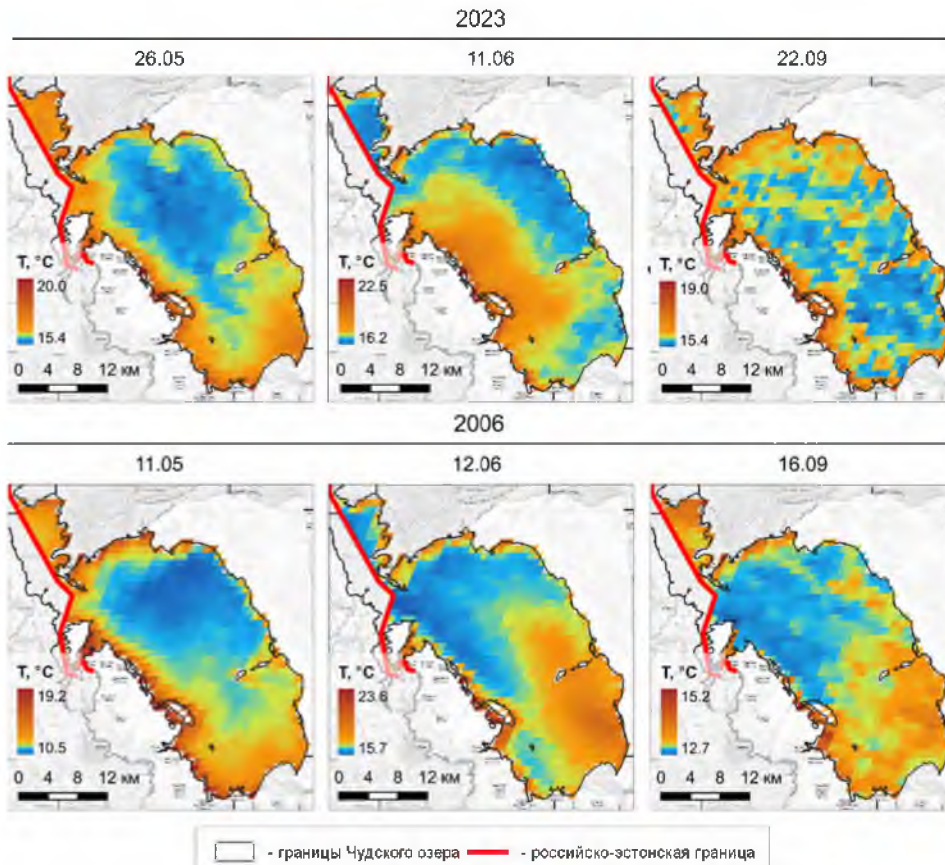 2023
26.05 11.06 22.09
T, °C T, °C T, °C
20.0 22.5 19.0
15.4 16.2 15.4
0 4 8 12 км 0 4 8 12 км 0 4 8 12 км
2006
11.05 12.06 16.09
T, °C T, °C T, °C
19.2 23.6 15.2
10.5 15.7 12.7
0 4 8 12 км 0 4 8 12 км 0 4 8 12 км
- границы Чудского озера - российско-эстонская граница